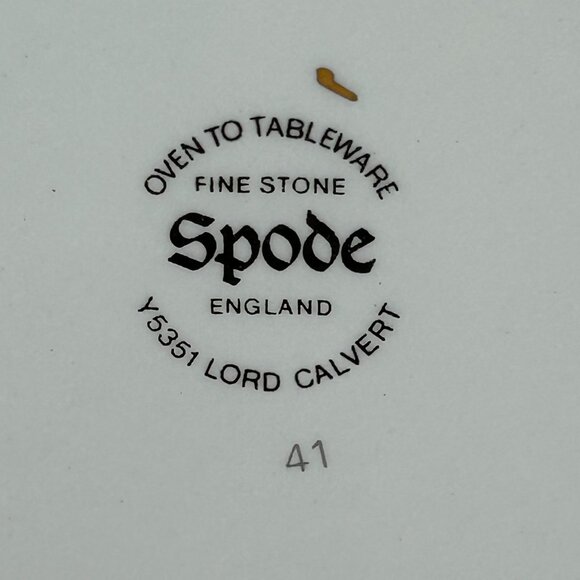 OVEN TO TABLEWARE
FINE STONE
Spode
ENGLAND
Y5351 LORD CALVERT
41